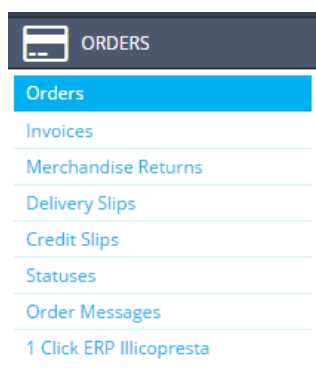 ORDERS
Orders
Invoices
Merchandise Returns
Delivery Slips
Credit Slips
Statuses
Order Messages
1 Click ERP Illicopresta